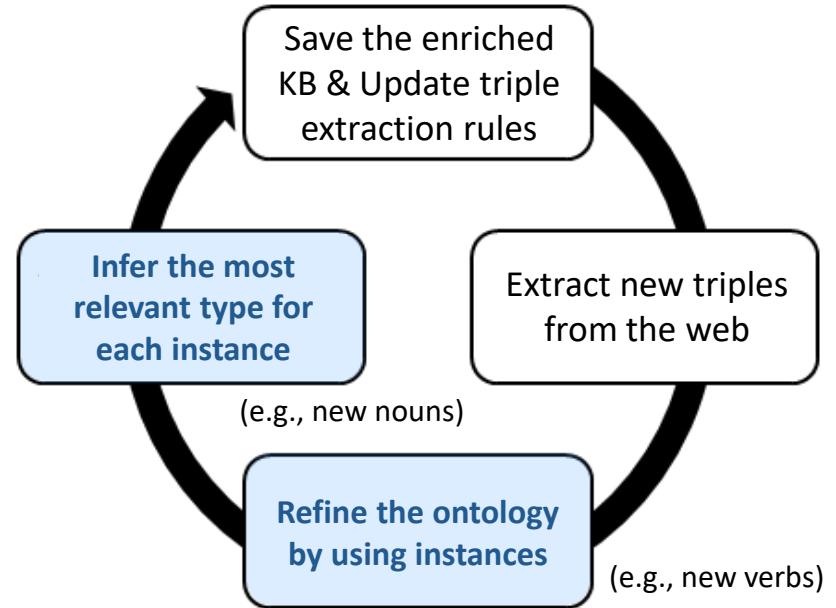 Save the enriched
KB & Update triple
extraction rules
Infer the most
relevant type for
each instance
Extract new triples
from the web
(e.g., new nouns)
Refine the ontology
by using instances
(e.g., new verbs)